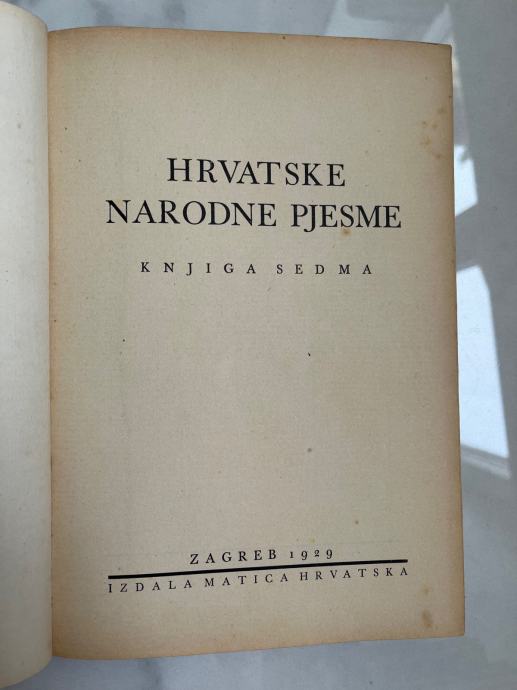 HRVATSKE
NARODNE PJESME
KNJIGA SEDMA
ZAGREB 1929
IZDALA MATICA HRVATSKA